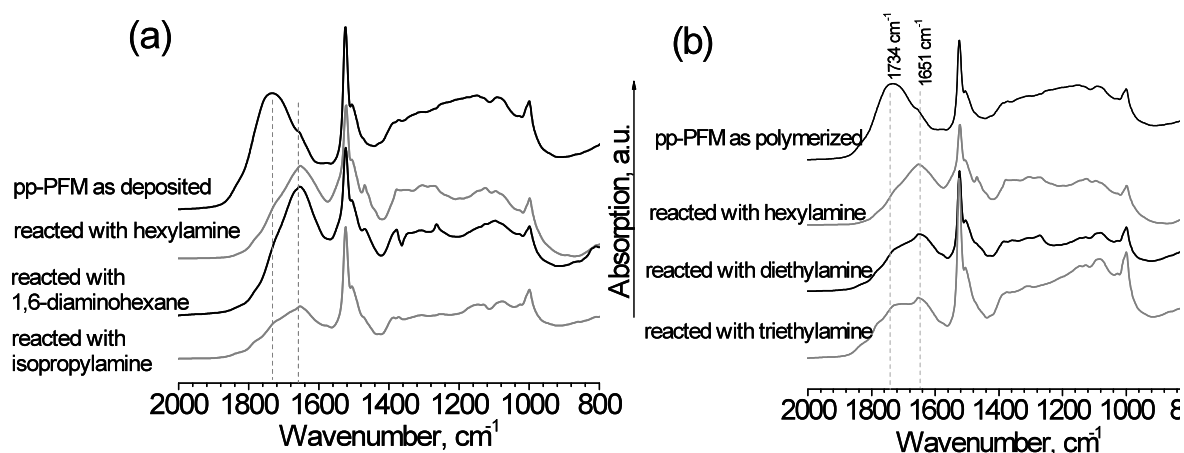 (a)
pp-PFM as deposited
reacted with hexylamine
reacted with
1,6-diaminohexane
reacted with
isopropylamine
2000 1800 1600 1400 1200 1000 800
Wavenumber, cm-1
Absorption, a.u.
(b)
1734 cm-1
1651 cm-1
pp-PFM as polymerized
reacted with hexylamine
reacted with diethylamine
reacted with triethylamine
2000 1800 1600 1400 1200 1000 8
Wavenumber, cm-1